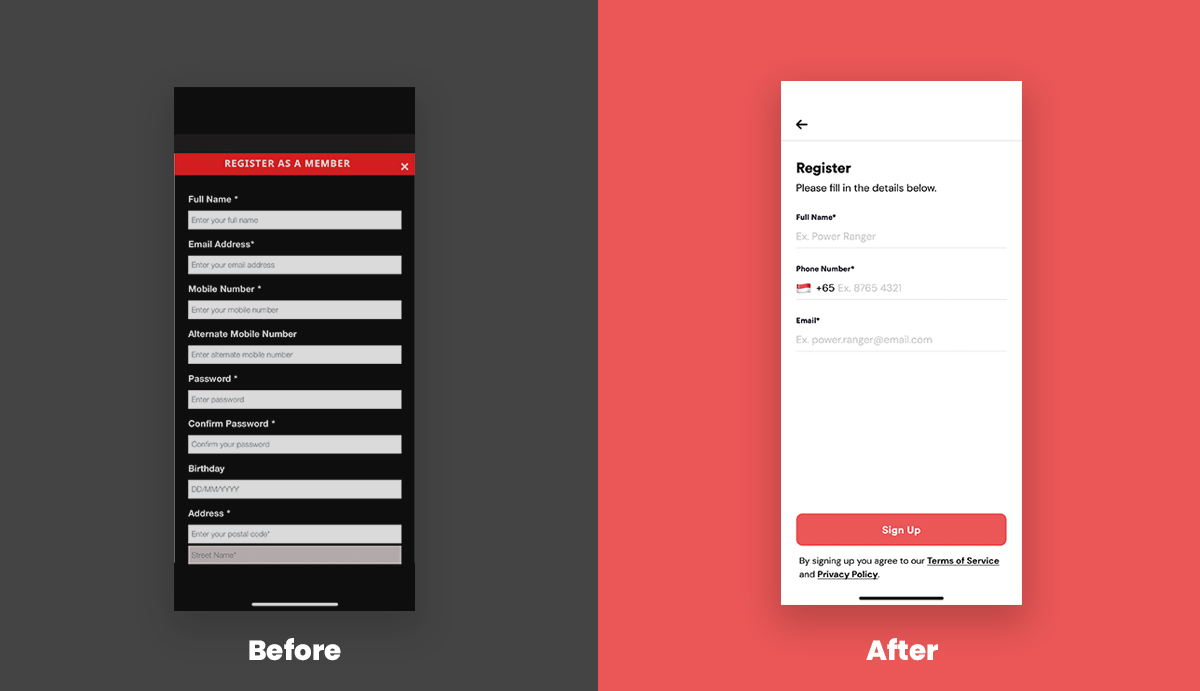 REGISTER AS A MEMBER
×
Full Name *
Enter your full name
Email Address*
Enter your email address
Mobile Number *
Enter your mobile number
Alternate Mobile Number
Enter alternate mobile number
Password *
Enter password
Confirm Password *
Confirm your password
Birthday
DD/MM/YYYY
Address *
Enter your postal code*
Street Name*
Before
Register
Please fill in the details below.
Full Name*
Ex. Power Ranger
Phone Number*
+65 Ex. 8765 4321
Email*
Ex. power.ranger@email.com
Sign Up
By signing up you agree to our Terms of Service
and Privacy Policy.
After